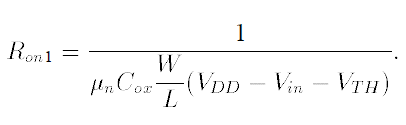 R_{on1} = \frac{1}{\mu_n C_{ox} \frac{W}{L} (V_{DD} - V_{in} - V_{TH})}.